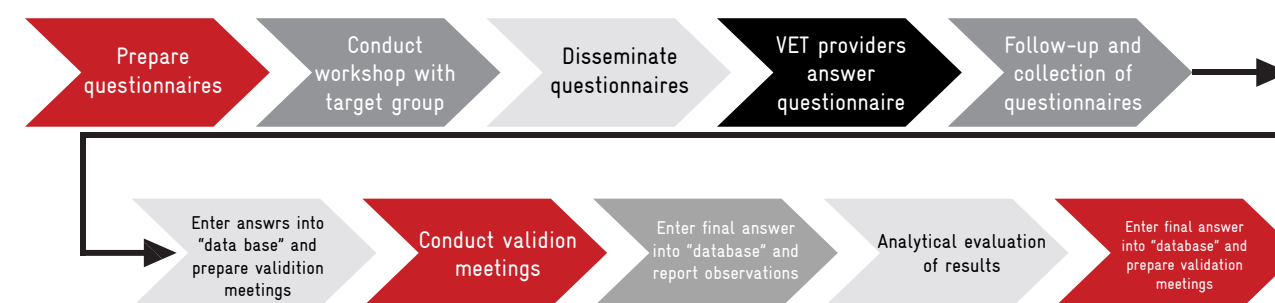 Prepare
questionnaires
Conduct
workshop with
target group
Disseminate
questionnaires
VET providers
answer
questionnaire
Follow-up and
collection of
questionnaires
Enter answrs into
"data base" and
prepare validition
meetings
Conduct validion
meetings
Enter final answer
into "database" and
report observations
Analytical evaluation
of results
Enter final answer
into "database" and
prepare validation
meetings